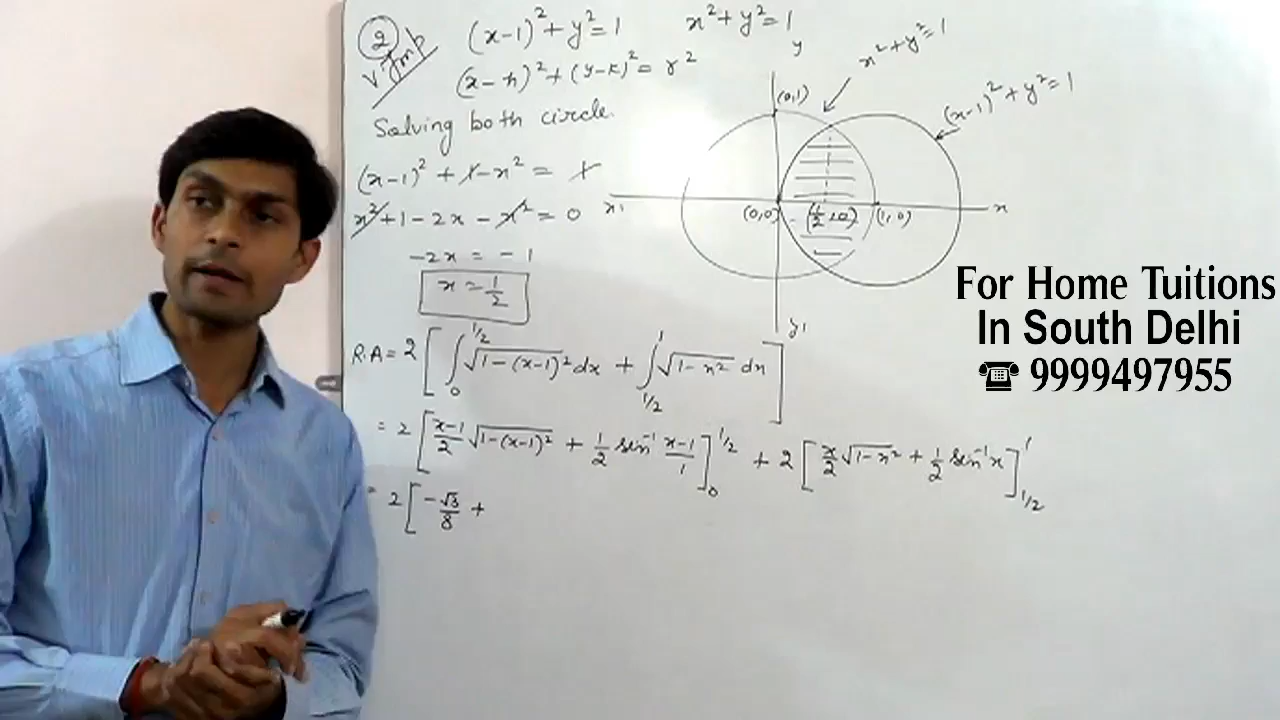 2
V Imp
(x-1)² + y² = 1 x² + y² = 1
(x-h)² + (y-k)² = r²
Solving both circle.
(x-1)² + 1 - x² = 1
x² + 1 - 2x - x² = 0
-2x = -1
x = 1/2
y
x² + y² = 1
(x-1)² + y² = 1
(0,1)
x'
(0,0)
(1/2,0)
(1,0)
x
y'
R.A = 2[∫₀^{1/2} √(1-(x-1)²) dx + ∫_{1/2}^{1} √(1-x²) dx]
= 2[(x-1)/2 √(1-(x-1)²) + 1/2 sin⁻¹ (x-1)/1]₀^{1/2} + 2[x/2 √(1-x²) + 1/2 sin⁻¹x]_{1/2}^{1}
= 2[-√3/8 +
For Home Tuitions
In South Delhi
☎ 9999497955